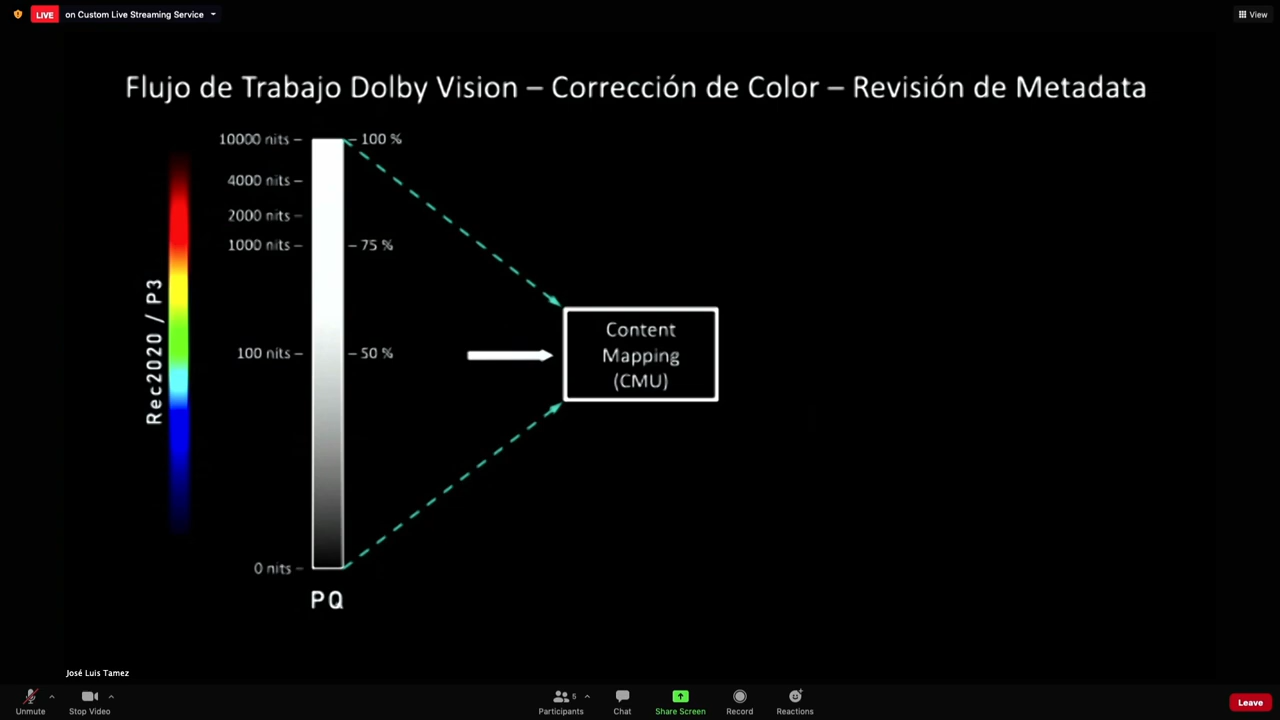 LIVE on Custom Live Streaming Service
View
Flujo de Trabajo Dolby Vision – Corrección de Color – Revisión de Metadata
10000 nits –
– 100 %
4000 nits –
2000 nits –
1000 nits –
– 75 %
Rec2020 / P3
100 nits –
– 50 %
Content
Mapping
(CMU)
0 nits –
PQ
José Luis Tamez
Unmute
Stop Video
Participants
5
Chat
Share Screen
Record
Reactions
Leave